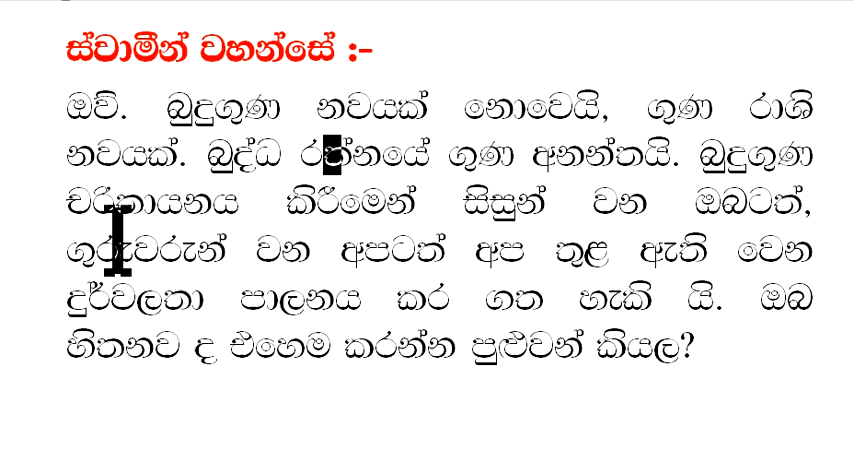 ස්වාමීන් වහන්සේ :-
ඔව්. බුදුගුණ නවයක් නොවෙයි, ගුණ රාශි
නවයක්. බුද්ධ රත්නයේ ගුණ අනන්තයි. බුදුගුණ
චරිකායනය කිරීමෙන් සිසුන් වන ඔබටත්,
ගුරුවරුන් වන අපටත් අප තුළ ඇති වෙන
දුර්වලතා පාලනය කර ගත හැකි යි. ඔබ
හිතනව ද එහෙම කරන්න පුළුවන් කියල?